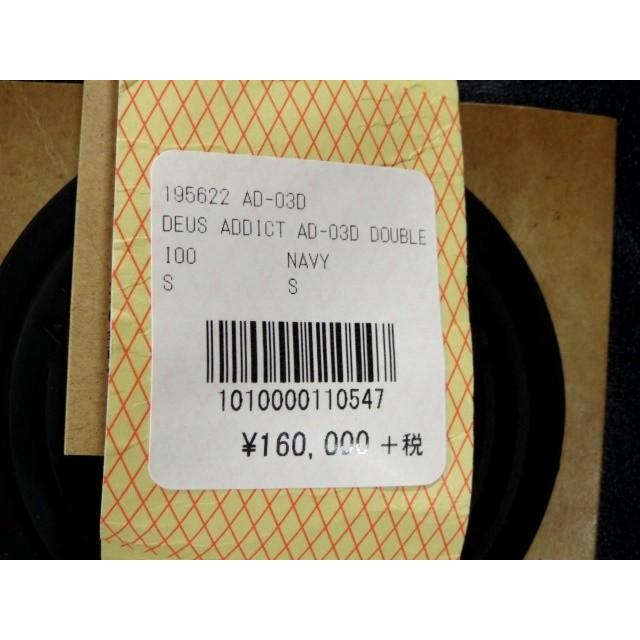 195622 AD-03D
DEUS ADDICT AD-03D DOUBLE
I00 NAVY
S S
1010000110547
¥160,000+税